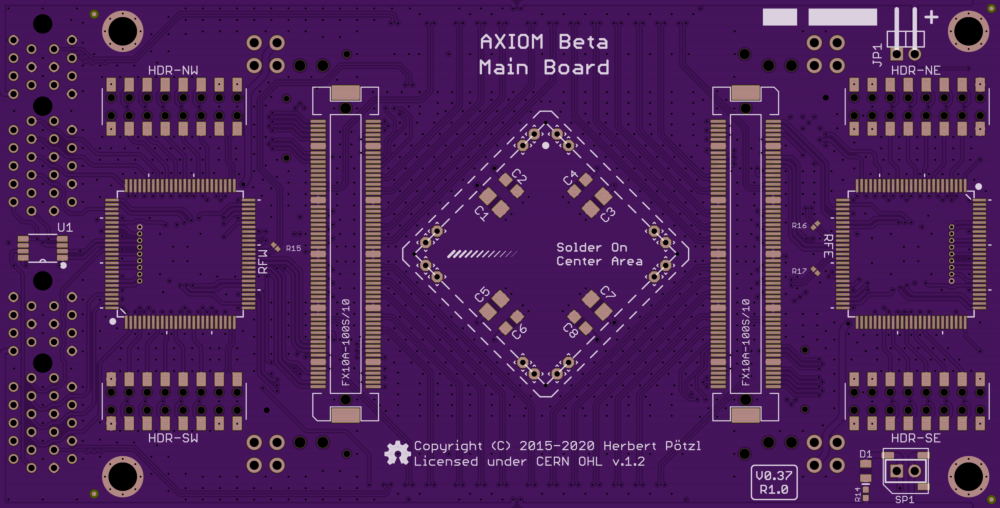 AXIOM Beta
Main Board
+
JP1
HDR-NW
HDR-NE
C2
C4
C1
C3
U1
R15
RFW
Solder On
Center Area
R16
RFE
R17
C5
C7
C6
C8
FX10A-100S/10
FX10A-100S/10
HDR-SW
HDR-SE
Copyright (C) 2015-2020 Herbert Pötzl
Licensed under CERN OHL v.1.2
V0.37
R1.0
D1
R14
SP1